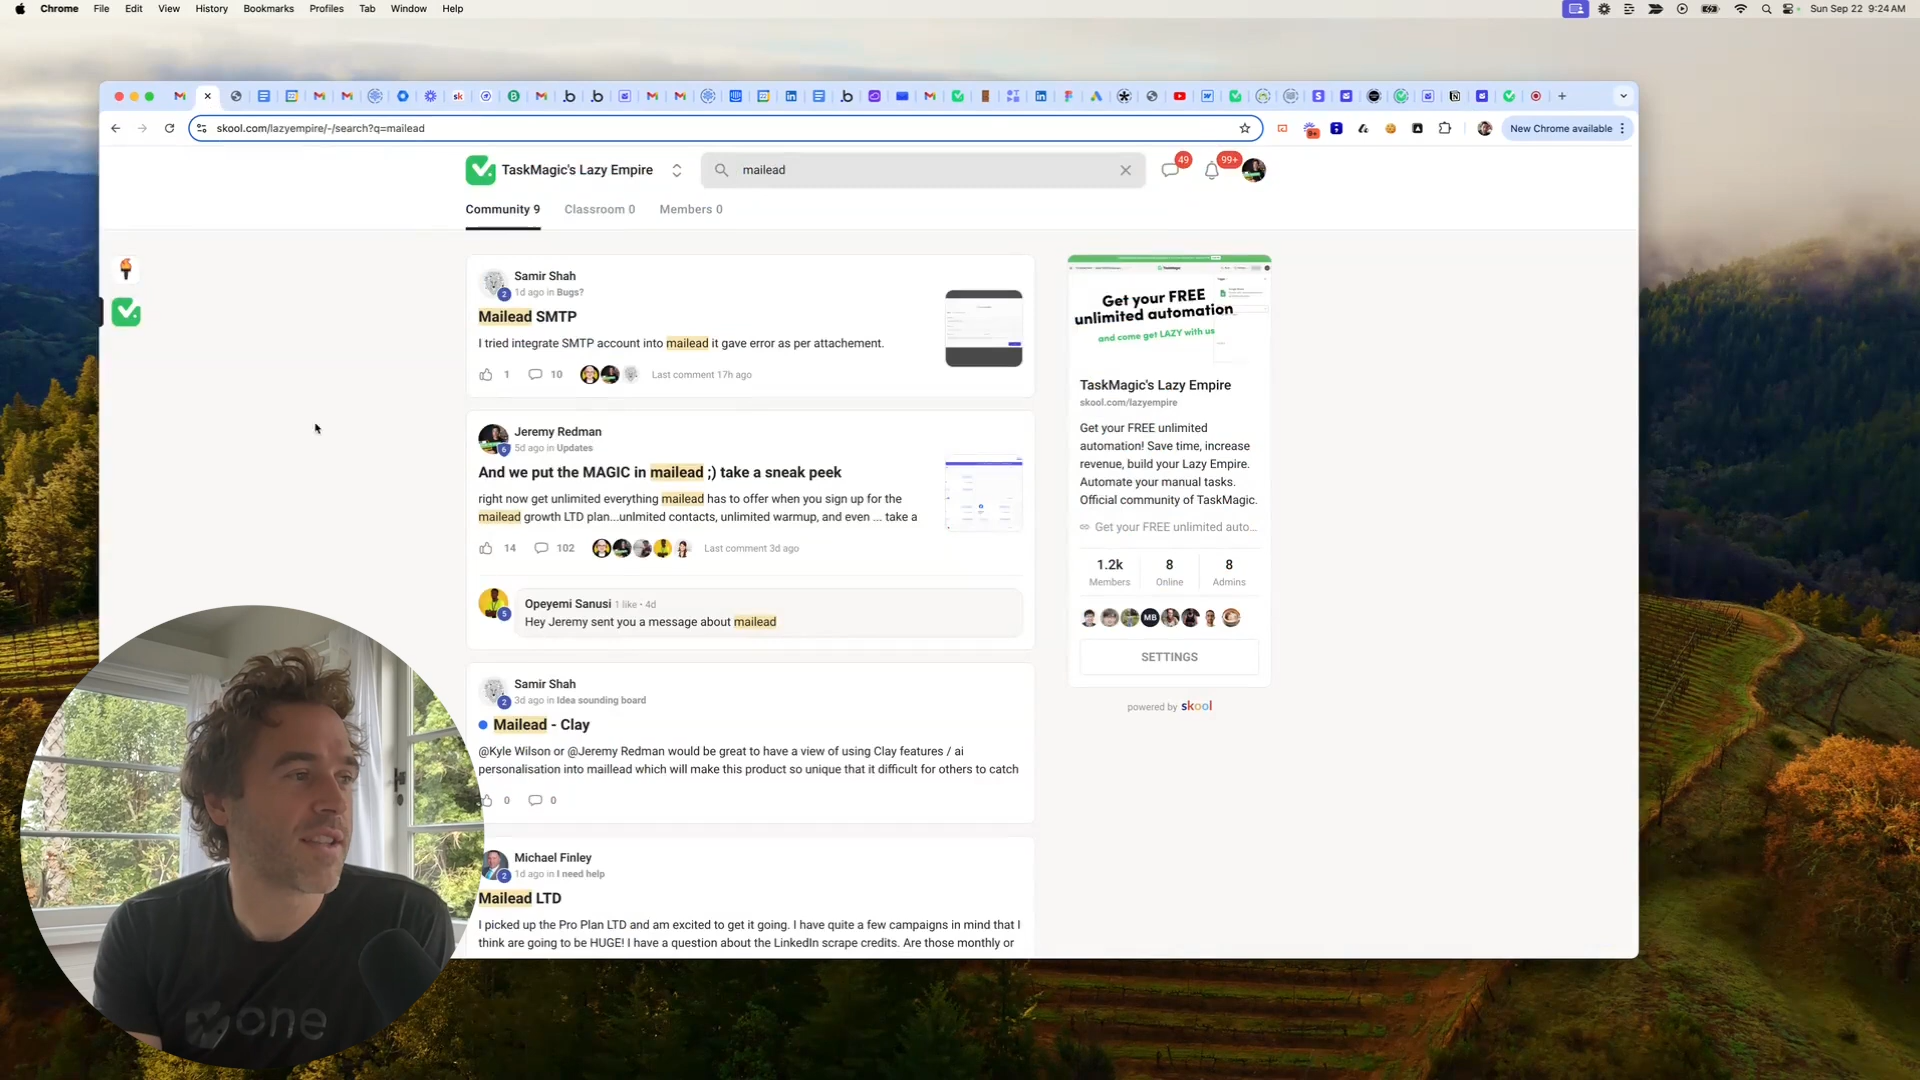 Chrome File Edit View History Bookmarks Profiles Tab Window Help
Sun Sep 22 9:24 AM
skool.com/lazyempire/-/search?q=mailead
New Chrome available
TaskMagic's Lazy Empire
mailead
49
99+
Community 9 Classroom 0 Members 0
Samir Shah
2
1d ago in Bugs?
Mailead SMTP
I tried integrate SMTP account into mailead it gave error as per attachement.
1 10 Last comment 17h ago
Jeremy Redman
6
5d ago in Updates
And we put the MAGIC in mailead ;) take a sneak peek
right now get unlimited everything mailead has to offer when you sign up for the
mailead growth LTD plan...unlmited contacts, unlimited warmup, and even ... take a
14 102 Last comment 3d ago
Opeyemi Sanusi 1 like • 4d
5
Hey Jeremy sent you a message about mailead
Samir Shah
2
3d ago in Idea sounding board
Mailead - Clay
@Kyle Wilson or @Jeremy Redman would be great to have a view of using Clay features / ai
personalisation into maillead which will make this product so unique that it difficult for others to catch
0 0
Michael Finley
2
1d ago in I need help
Mailead LTD
I picked up the Pro Plan LTD and am excited to get it going. I have quite a few campaigns in mind that I
think are going to be HUGE! I have a question about the LinkedIn scrape credits. Are those monthly or
Get your FREE
unlimited automation
and come get LAZY with us
TaskMagic's Lazy Empire
skool.com/lazyempire
Get your FREE unlimited
automation! Save time, increase
revenue, build your Lazy Empire.
Automate your manual tasks.
Official community of TaskMagic.
Get your FREE unlimited auto...
1.2k 8 8
Members Online Admins
MB
SETTINGS
powered by skool
one